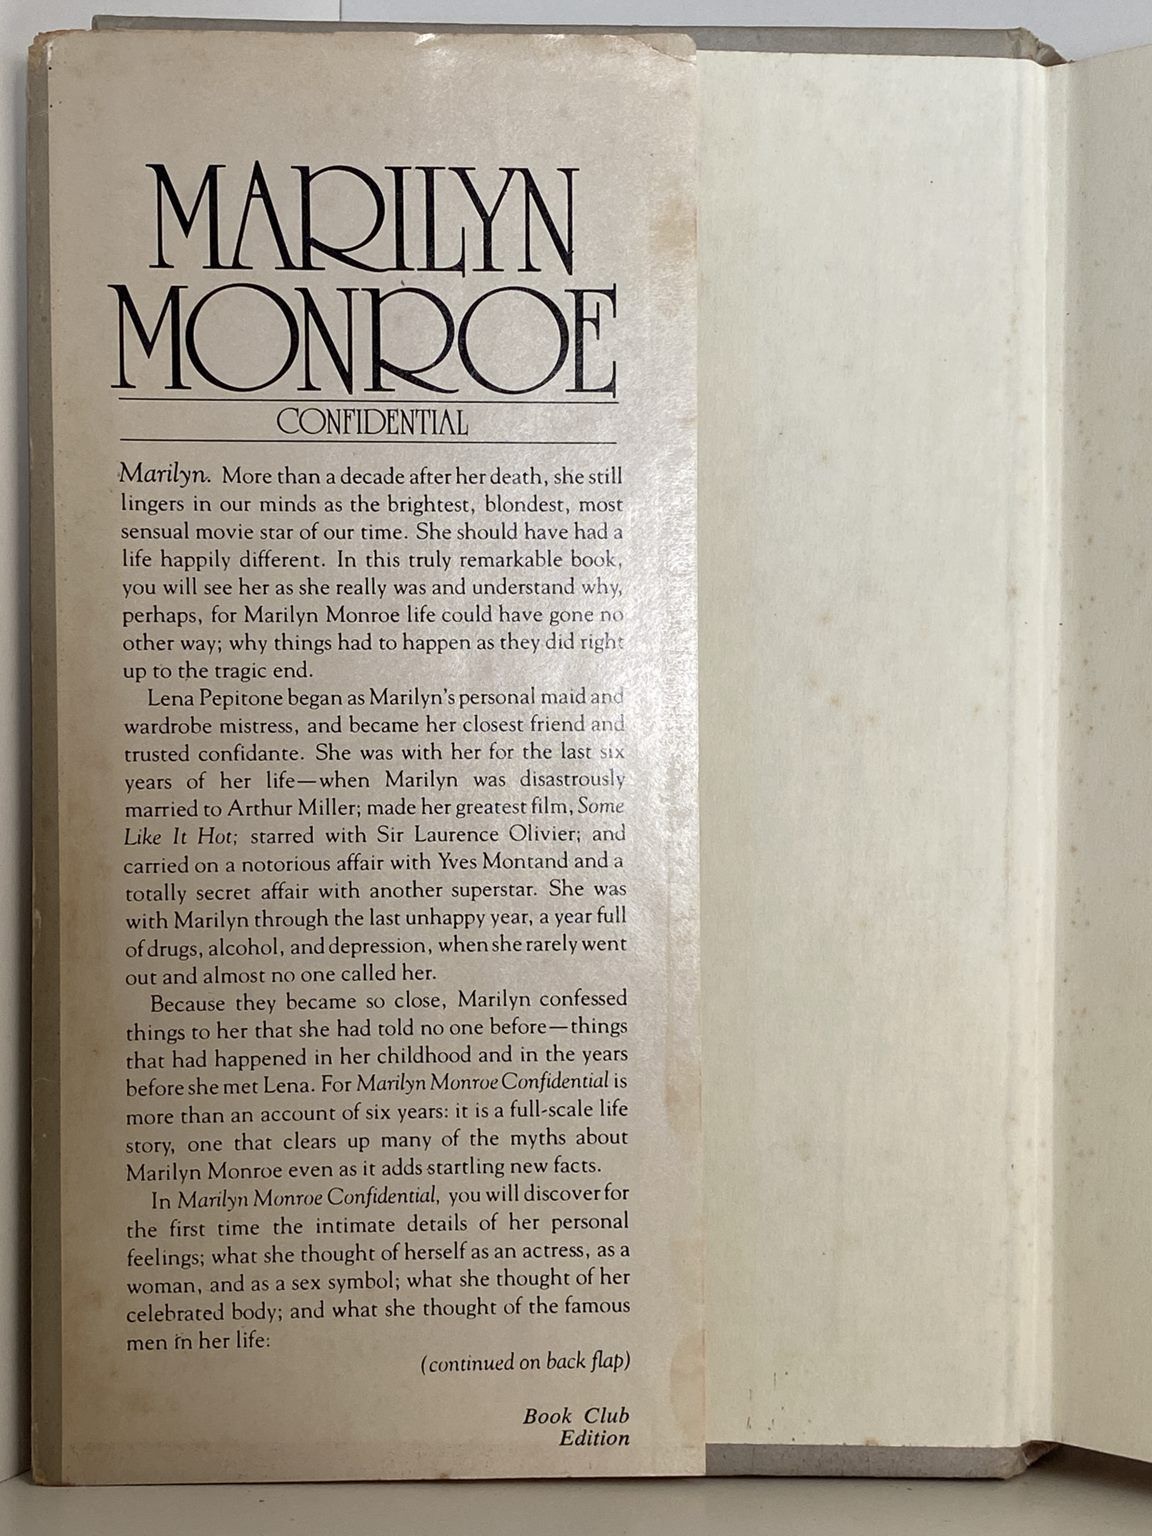 MARILYN
MONROE
CONFIDENTIAL
Marilyn. More than a decade after her death, she still
lingers in our minds as the brightest, blondest, most
sensual movie star of our time. She should have had a
life happily different. In this truly remarkable book,
you will see her as she really was and understand why,
perhaps, for Marilyn Monroe life could have gone no
other way; why things had to happen as they did right
up to the tragic end.
Lena Pepitone began as Marilyn's personal maid and
wardrobe mistress, and became her closest friend and
trusted confidante. She was with her for the last six
years of her life—when Marilyn was disastrously
married to Arthur Miller; made her greatest film, Some
Like It Hot; starred with Sir Laurence Olivier; and
carried on a notorious affair with Yves Montand and a
totally secret affair with another superstar. She was
with Marilyn through the last unhappy year, a year full
of drugs, alcohol, and depression, when she rarely went
out and almost no one called her.
Because they became so close, Marilyn confessed
things to her that she had told no one before—things
that had happened in her childhood and in the years
before she met Lena. For Marilyn Monroe Confidential is
more than an account of six years: it is a full-scale life
story, one that clears up many of the myths about
Marilyn Monroe even as it adds startling new facts.
In Marilyn Monroe Confidential, you will discover for
the first time the intimate details of her personal
feelings; what she thought of herself as an actress, as a
woman, and as a sex symbol; what she thought of her
celebrated body; and what she thought of the famous
men in her life:
(continued on back flap)
Book Club
Edition